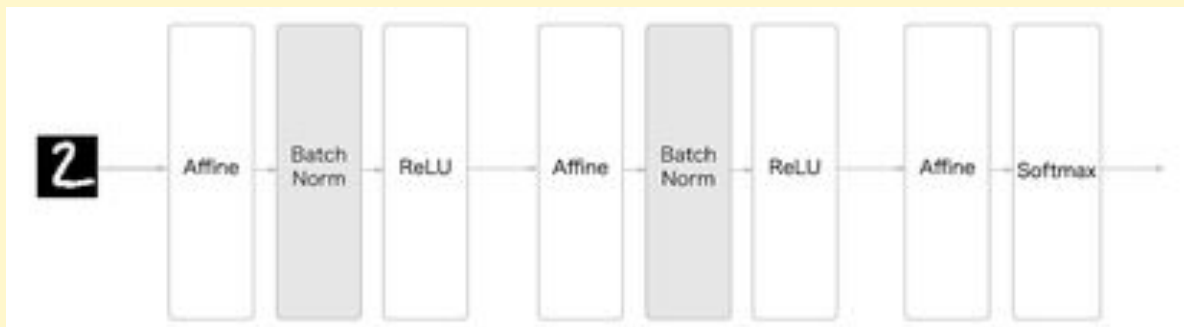 2
Affine
Batch
Norm
ReLU
Affine
Batch
Norm
ReLU
Affine
Softmax